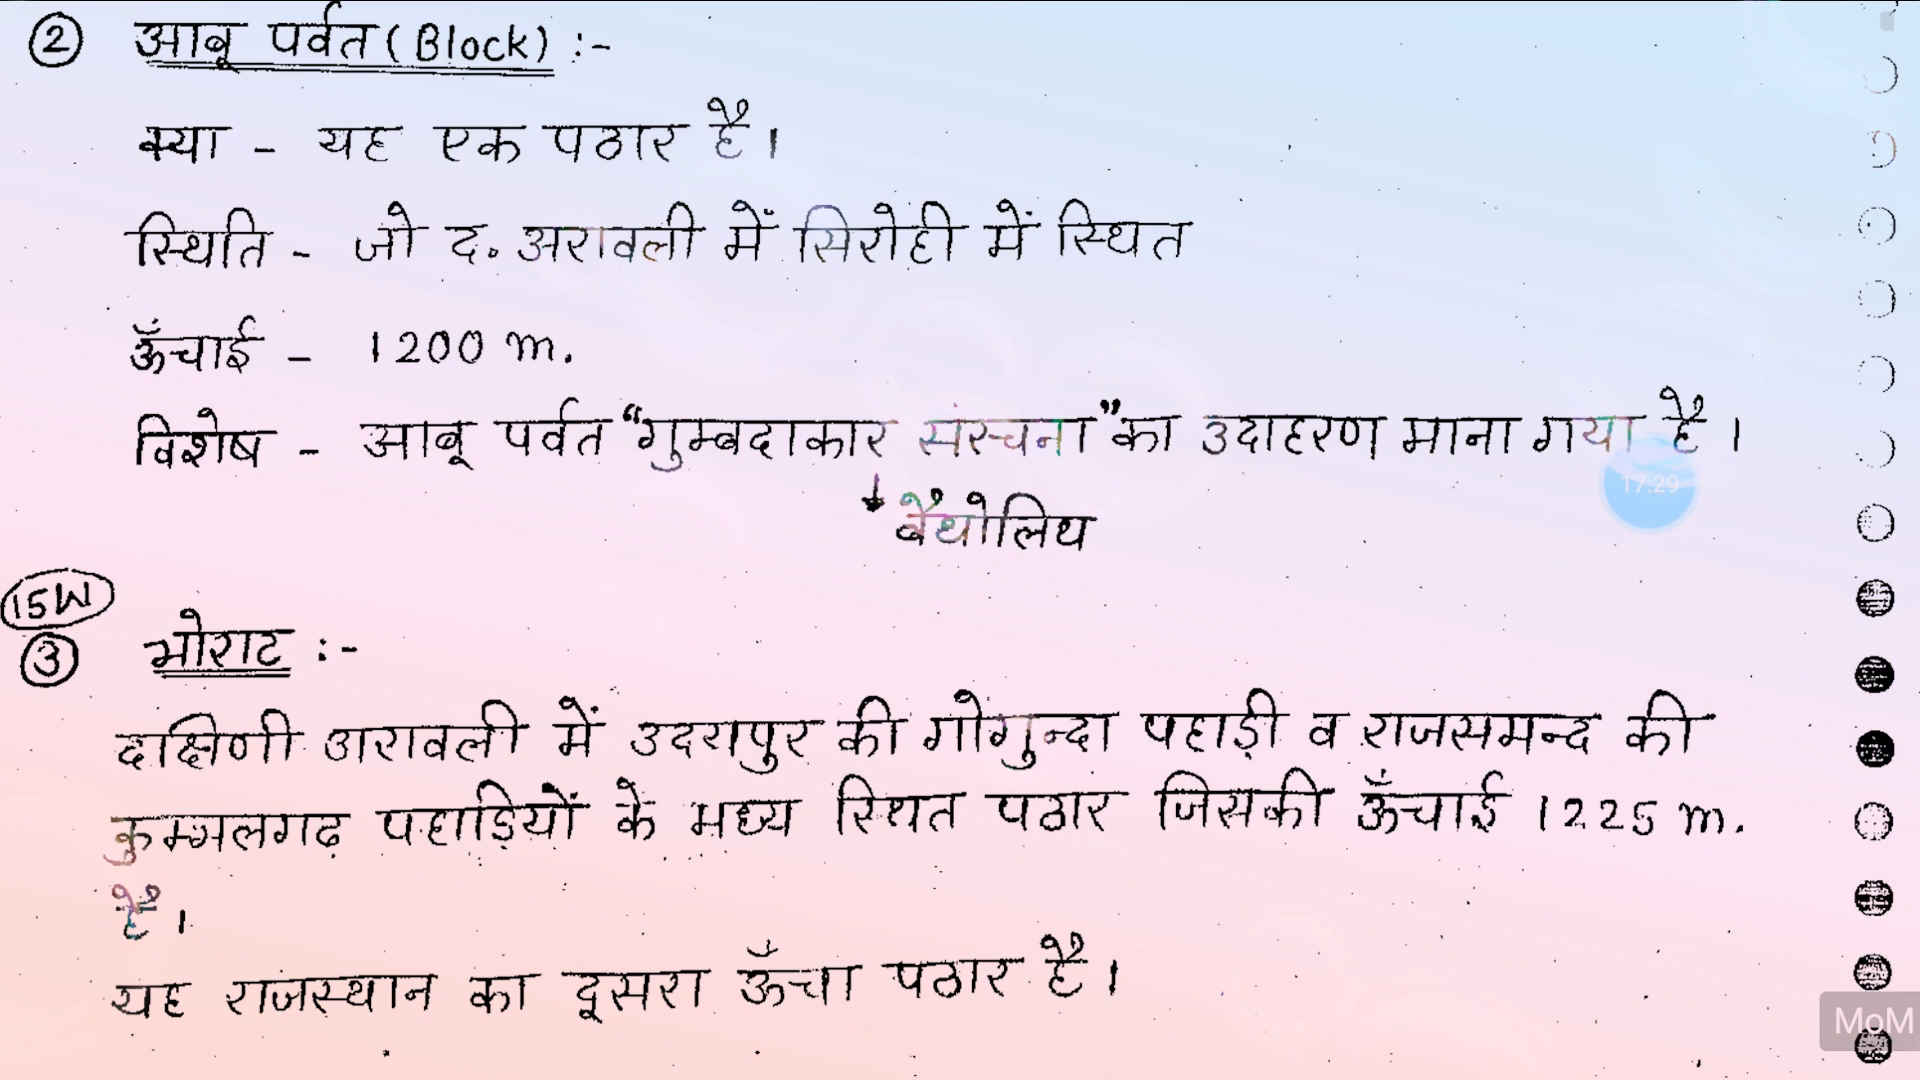 ② आबू पर्वत (Block) :-
क्या - यह एक पठार है।
स्थिति - जो द. अरावली में सिरोही में स्थित
ऊँचाई - 1200 m.
विशेष - आबू पर्वत “गुम्बदाकार संरचना” का उदाहरण माना गया है।
17:29
↓ बैथोलिथ
15W
③ भोराट :-
दक्षिणी अरावली में उदयपुर की गोगुन्दा पहाड़ी व राजसमन्द की
कुम्भलगढ़ पहाड़ियों के मध्य स्थित पठार जिसकी ऊँचाई 1225 m.
है।
यह राजस्थान का दूसरा ऊँचा पठार है।
MoM